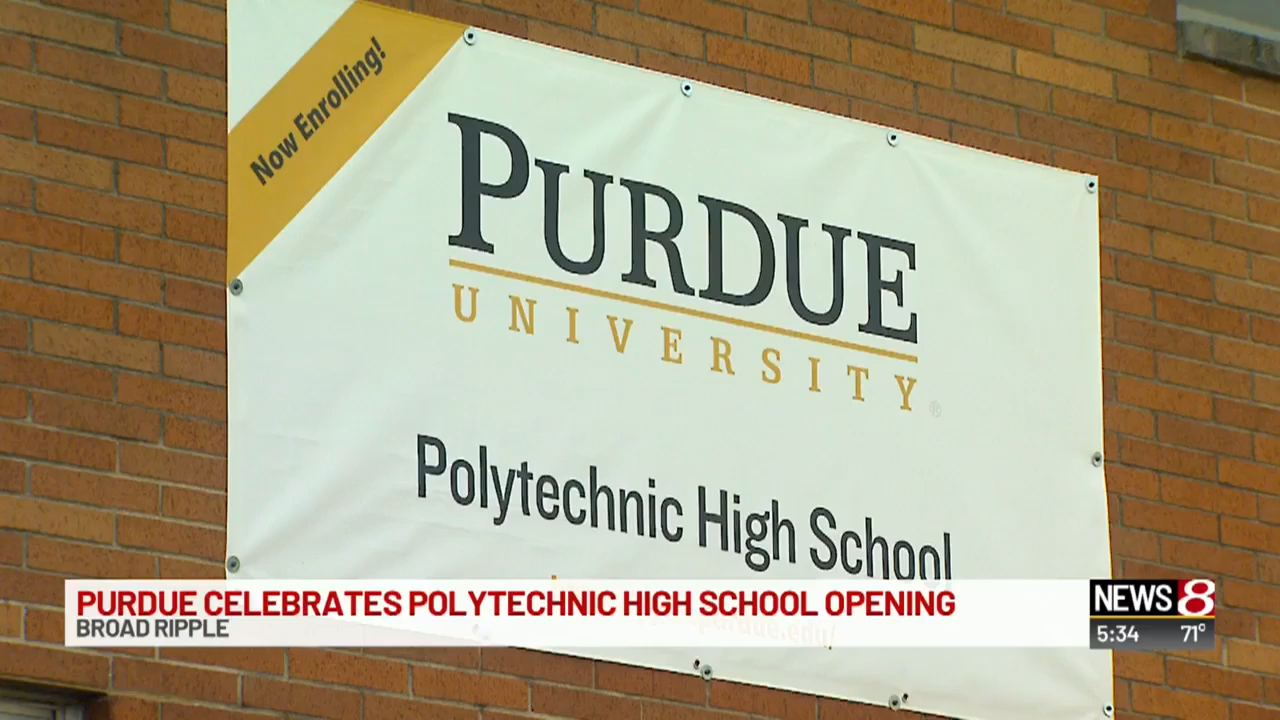 Now Enrolling!
PURDUE
UNIVERSITY
®
Polytechnic High School
PURDUE CELEBRATES POLYTECHNIC HIGH SCHOOL OPENING
BROAD RIPPLE
NEWS 8
5:34 71°